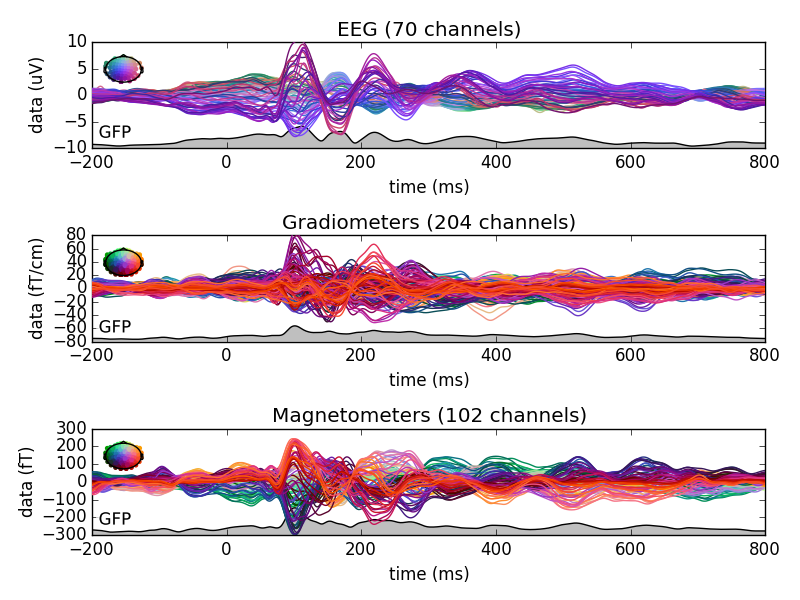 EEG (70 channels)
10
5
0
−5
−10
data (uV)
GFP
−200 0 200 400 600 800
time (ms)
Gradiometers (204 channels)
80
60
40
20
0
−20
−40
−60
−80
data (fT/cm)
GFP
−200 0 200 400 600 800
time (ms)
Magnetometers (102 channels)
300
200
100
0
−100
−200
−300
data (fT)
GFP
−200 0 200 400 600 800
time (ms)